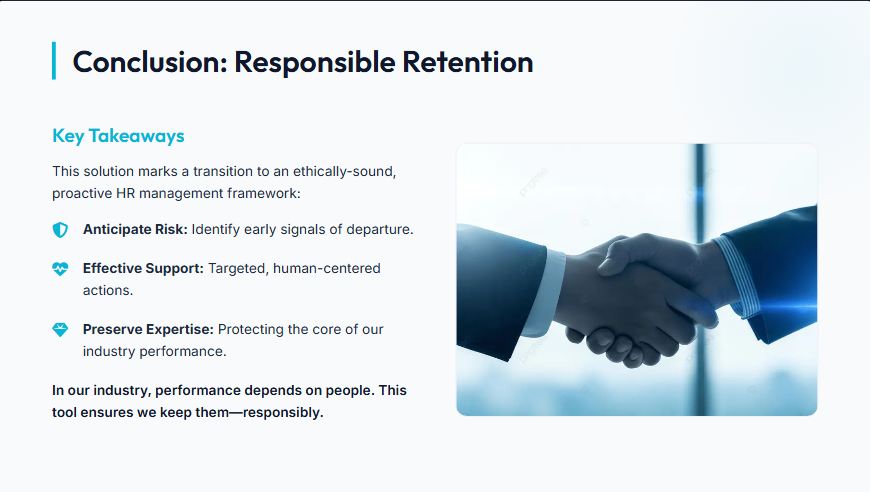 Conclusion: Responsible Retention
Key Takeaways
This solution marks a transition to an ethically-sound,
proactive HR management framework:
Anticipate Risk: Identify early signals of departure.
Effective Support: Targeted, human-centered
actions.
Preserve Expertise: Protecting the core of our
industry performance.
In our industry, performance depends on people. This
tool ensures we keep them—responsibly.